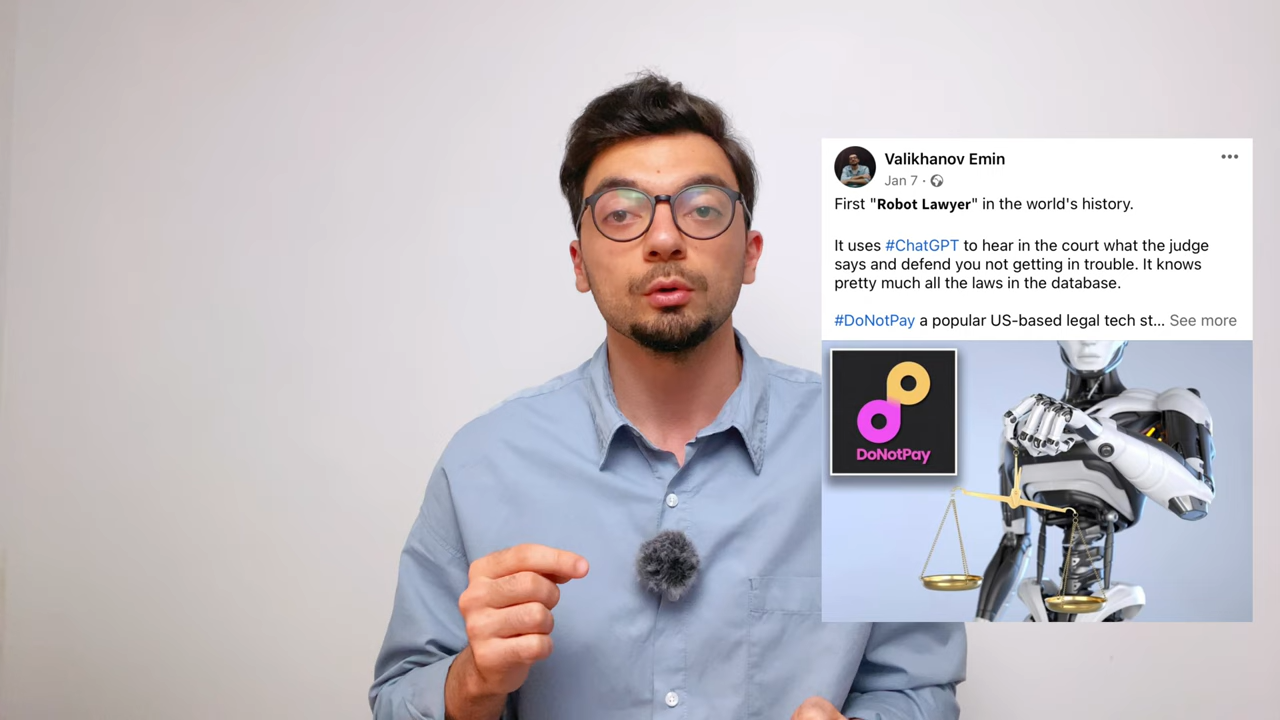 Valikhanov Emin
Jan 7 ·
First "Robot Lawyer" in the world's history.
It uses #ChatGPT to hear in the court what the judge
says and defend you not getting in trouble. It knows
pretty much all the laws in the database.
#DoNotPay a popular US-based legal tech st... See more
DoNotPay